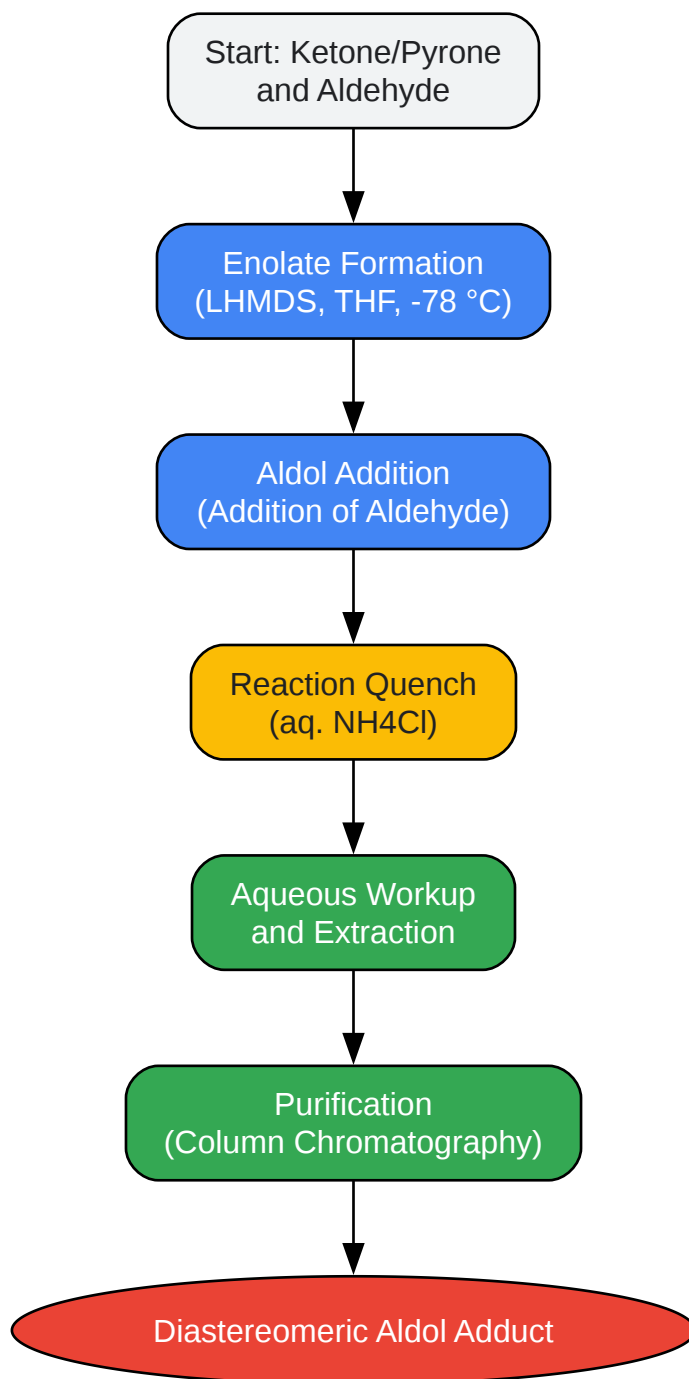 Start: Ketone/Pyrone
and Aldehyde
Enolate Formation
(LHMDS, THF, -78 °C)
Aldol Addition
(Addition of Aldehyde)
Reaction Quench
(aq. NH4Cl)
Aqueous Workup
and Extraction
Purification
(Column Chromatography)
Diastereomeric Aldol Adduct